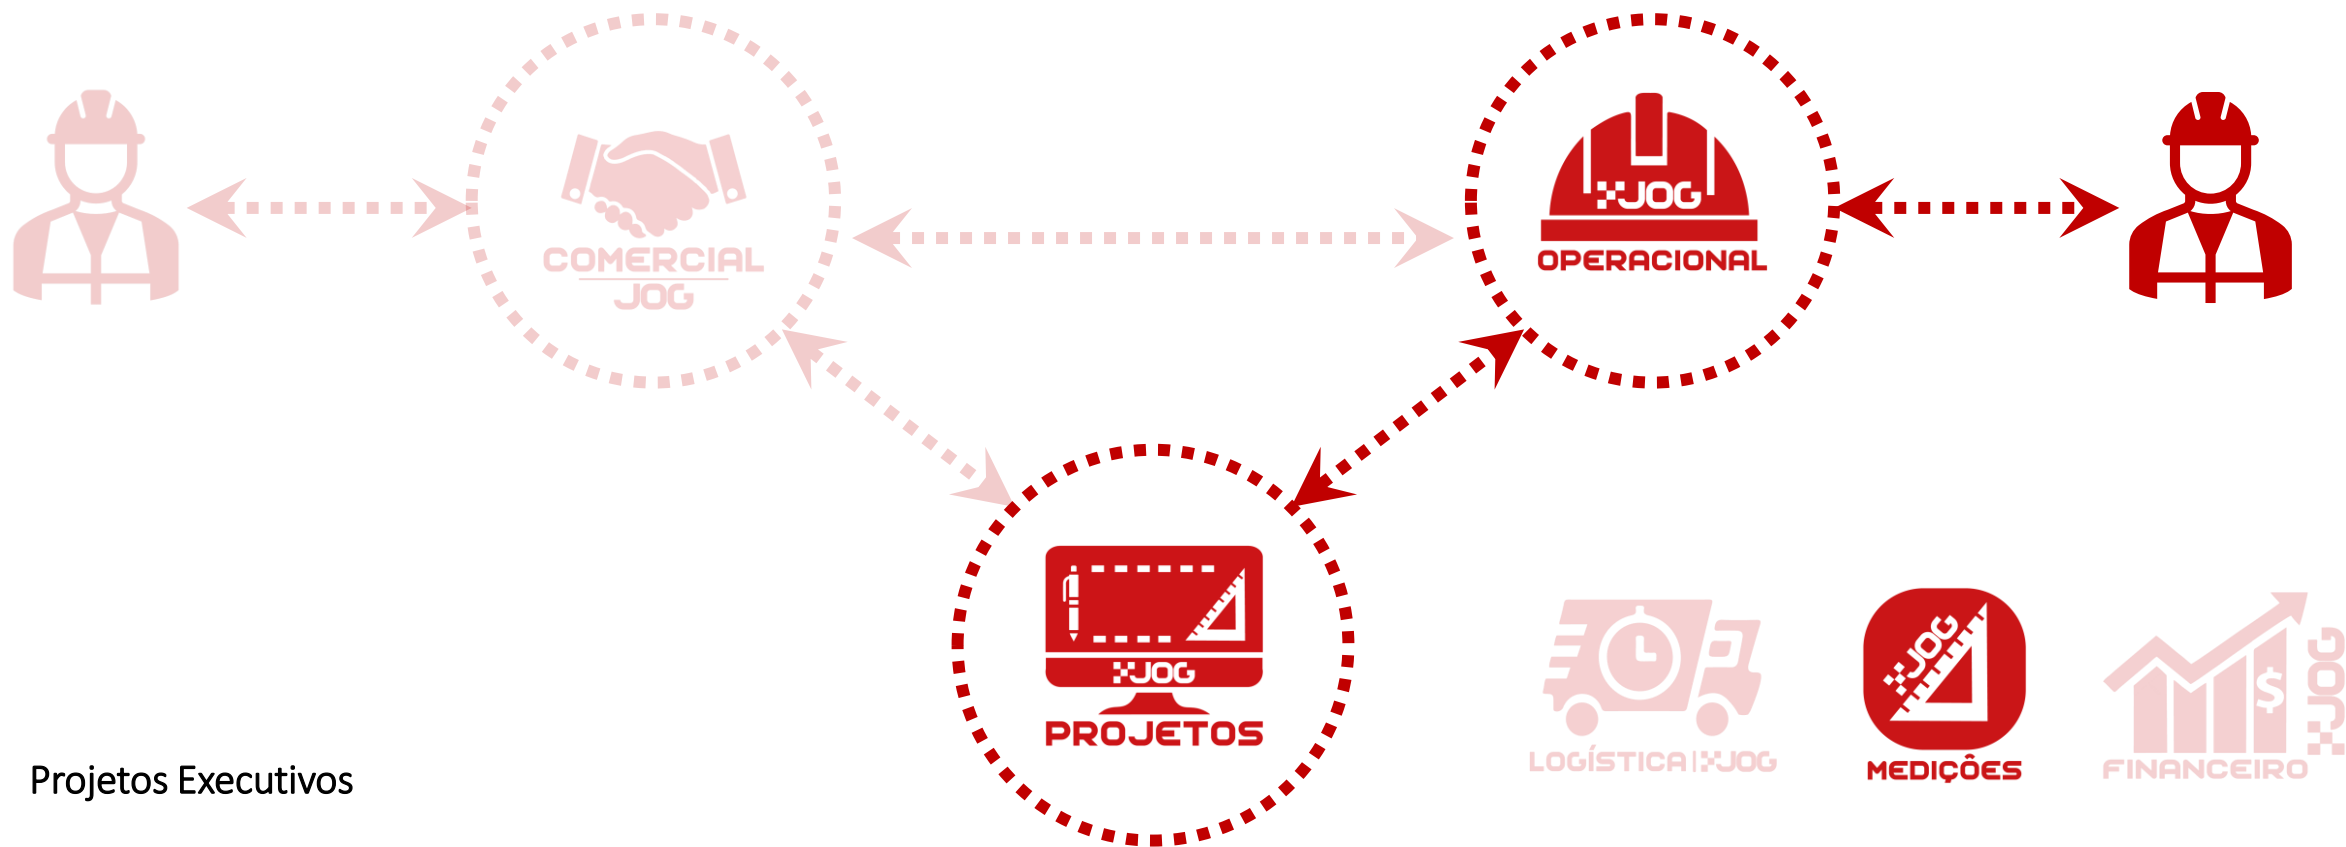 COMERCIAL
JOG
JOG
OPERACIONAL
JOG
PROJETOS
LOGÍSTICA | JOG
JOG
MEDIÇÕES
$
JOG
FINANCEIRO
Projetos Executivos